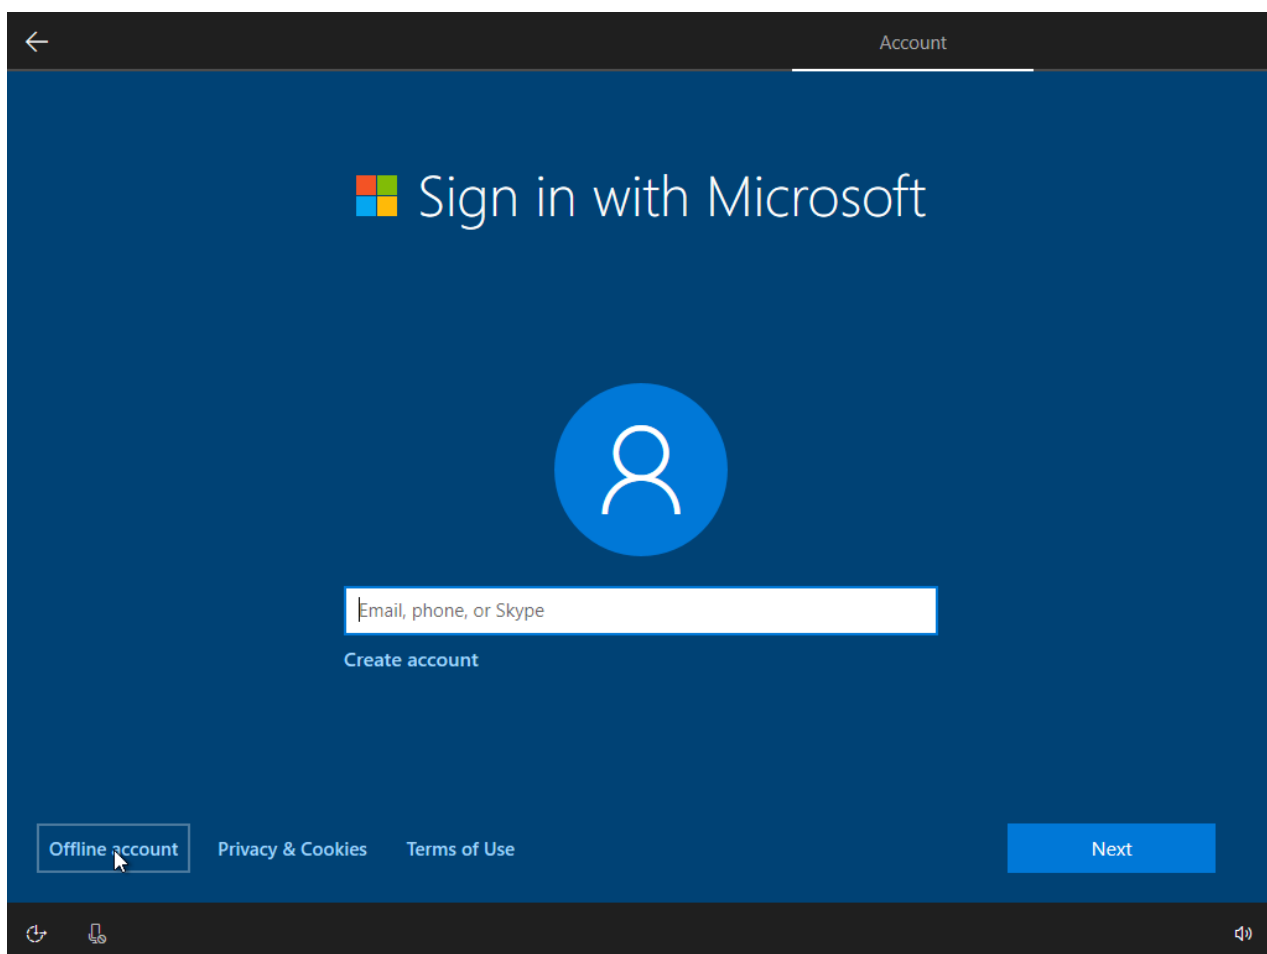 Account
Sign in with Microsoft
Email, phone, or Skype
Create account
Offline account
Privacy & Cookies
Terms of Use
Next